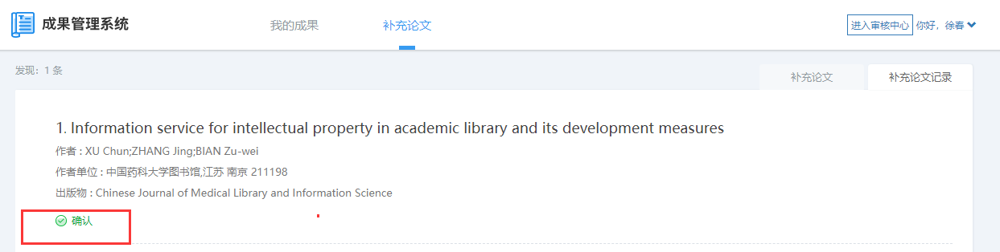 成果管理系统
我的成果
补充论文
进入审核中心 你好，徐春
发现：1 条
补充论文
补充论文记录
1. Information service for intellectual property in academic library and its development measures
作者 : XU Chun;ZHANG Jing;BIAN Zu-wei
作者单位 : 中国药科大学图书馆,江苏 南京 211198
出版物 : Chinese Journal of Medical Library and Information Science
确认